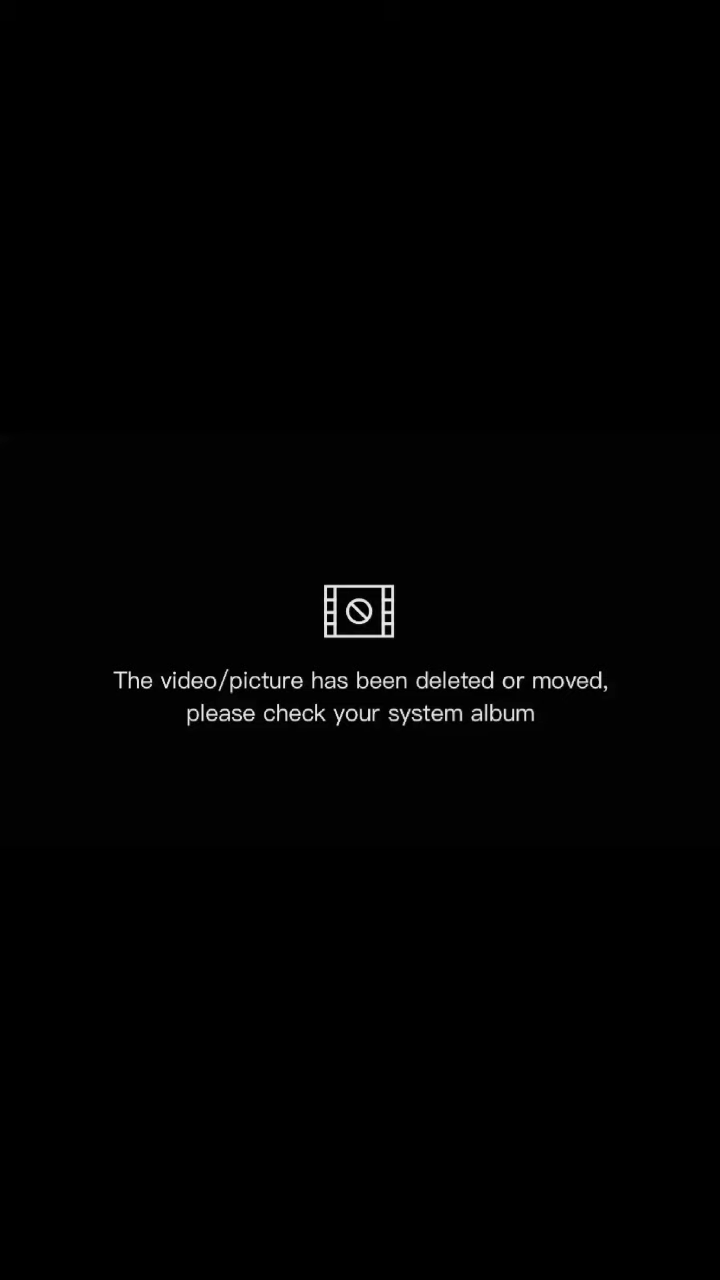 The video/picture has been deleted or moved,
please check your system album